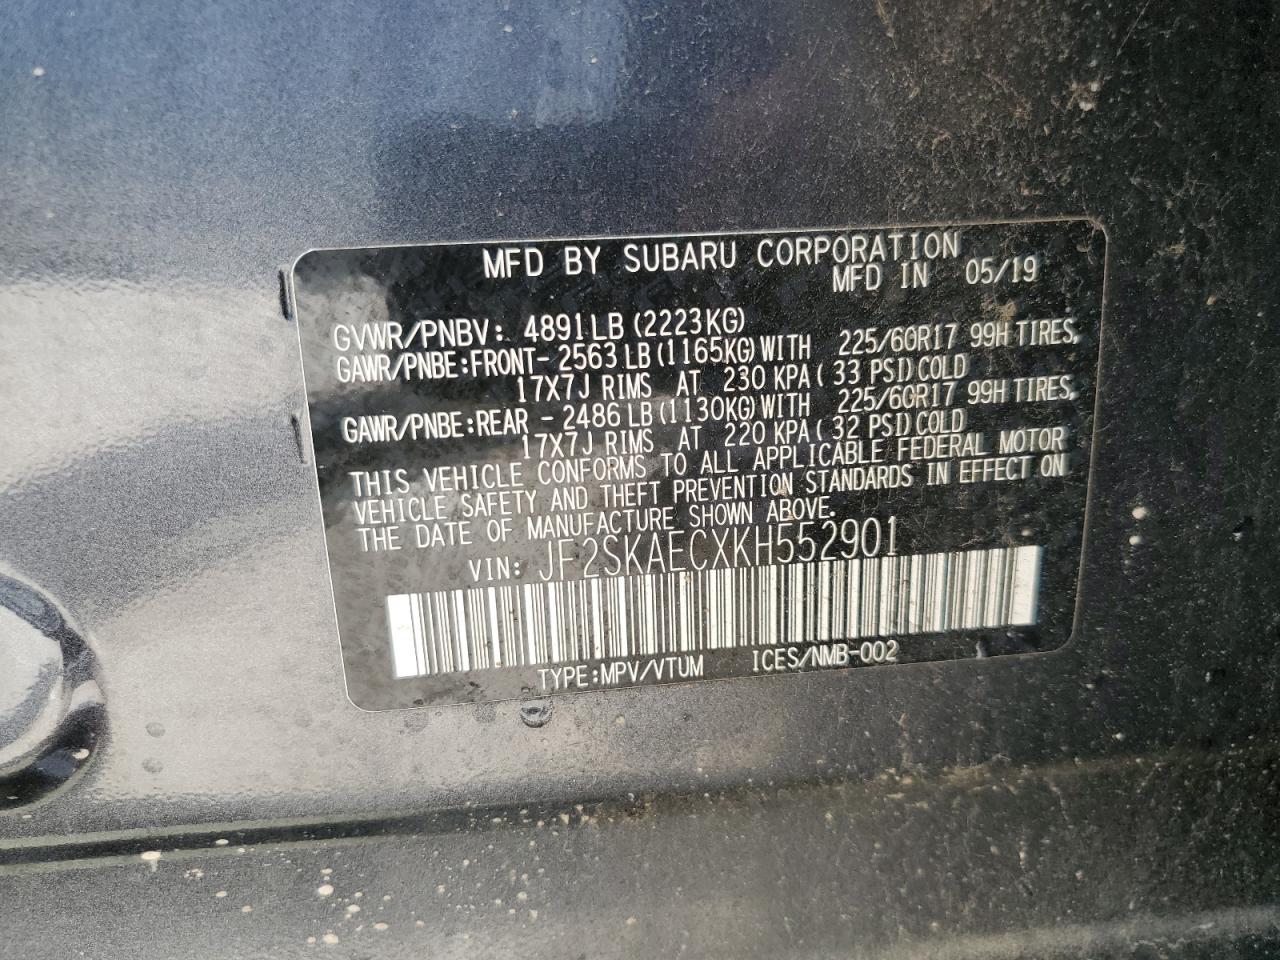 MFD BY SUBARU CORPORATION
MFD IN 05/19
GVWR/PNBV: 4891LB (2223KG)
GAWR/PNBE:FRONT- 2563 LB (1165KG) WITH 225/60R17 99H TIRES,
17X7J RIMS AT 230 KPA ( 33 PSI) COLD
GAWR/PNBE:REAR - 2486 LB (1130KG) WITH 225/60R17 99H TIRES,
17X7J RIMS AT 220 KPA ( 32 PSI) COLD
THIS VEHICLE CONFORMS TO ALL APPLICABLE FEDERAL MOTOR
VEHICLE SAFETY AND THEFT PREVENTION STANDARDS IN EFFECT ON
THE DATE OF MANUFACTURE SHOWN ABOVE.
VIN: JF2SKAECXKH552901
TYPE:MPV/VTUM ICES/NMB-002